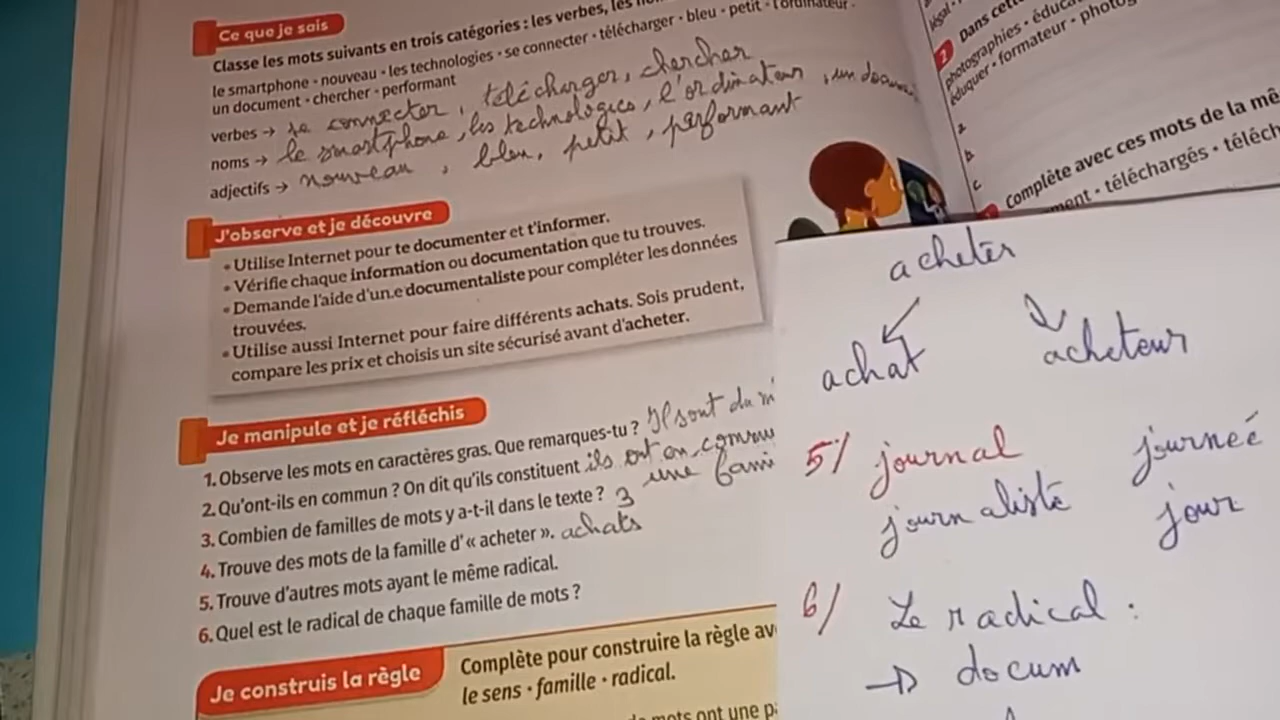 Ce que je sais
Classe les mots suivants en trois catégories : les verbes, les
le smartphone • nouveau • les technologies • se connecter • télécharger • bleu • petit • l'ordinateur •
un document • chercher • performant
verbes → se connecter, télécharger, chercher
noms → le smartphone, les technologies, l'ordinateur, un docum
adjectifs → nouveau, bleu, petit, performant
J'observe et je découvre
• Utilise Internet pour te documenter et t'informer.
• Vérifie chaque information ou documentation que tu trouves.
• Demande l'aide d'un.e documentaliste pour compléter les données
trouvées.
• Utilise aussi Internet pour faire différents achats. Sois prudent,
compare les prix et choisis un site sécurisé avant d'acheter.
Je manipule et je réfléchis
1. Observe les mots en caractères gras. Que remarques-tu ? Il sont du m
2. Qu'ont-ils en commun ? On dit qu'ils constituent ils ont en commu
une fami
3. Combien de familles de mots y a-t-il dans le texte ? 3
4. Trouve des mots de la famille d'« acheter ». achats
5. Trouve d'autres mots ayant le même radical.
6. Quel est le radical de chaque famille de mots ?
Je construis la règle
Complète pour construire la règle av
le sens • famille • radical.
mots ont une p
2 Dans cet
photographies • éduca
éduquer • formateur • photog
a
b
c
Complète avec ces mots de la mê
ment • téléchargés • téléch
acheter
achat acheteur
5/ journal journeé
journaliste jour
6/ Le radical :
→ docum